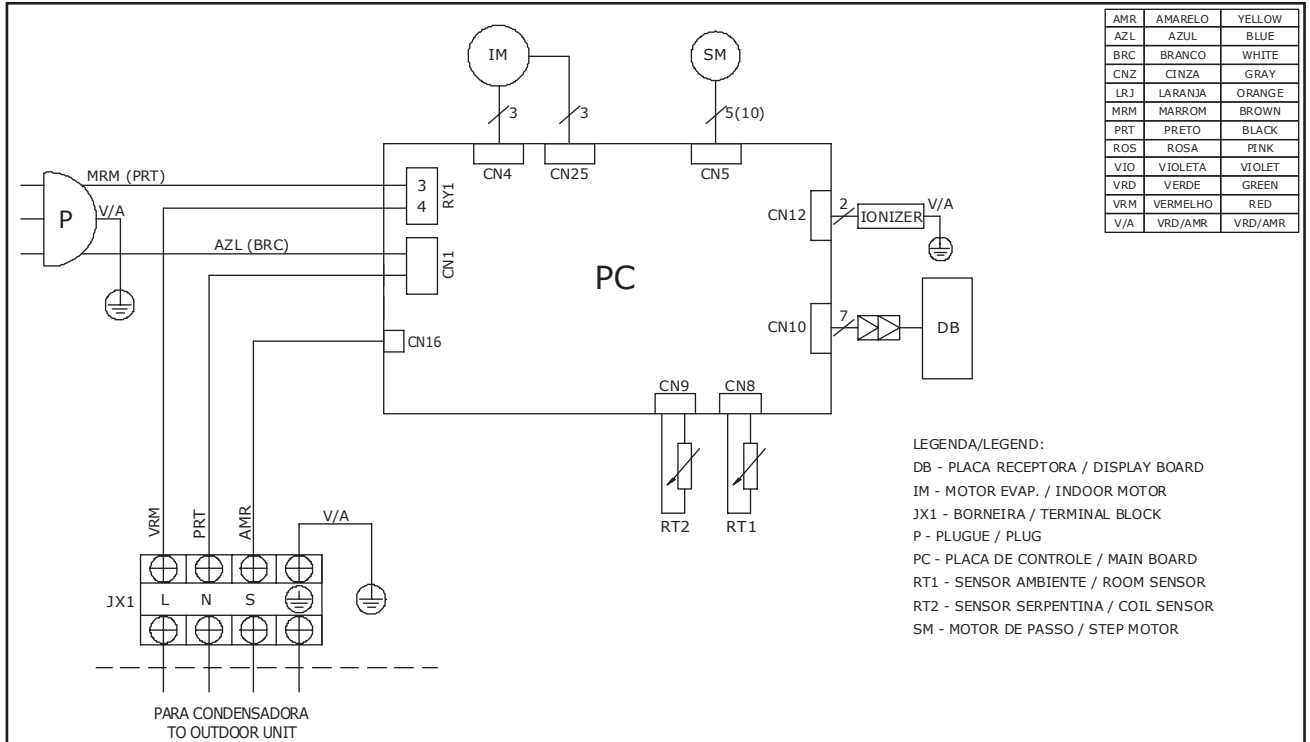 IM
SM
3
3
5(10)
CN4
CN25
CN5
MRM (PRT)
P
V/A
AZL (BRC)
3
4
RY1
CN1
CN16
PC
CN12
2
IONIZER
V/A
CN10
7
DB
CN9
CN8
RT2
RT1
VRM
PRT
AMR
V/A
JX1
L N S
PARA CONDENSADORA
TO OUTDOOR UNIT
AMR AMARELO YELLOW
AZL AZUL BLUE
BRC BRANCO WHITE
CNZ CINZA GRAY
LRJ LARANJA ORANGE
MRM MARROM BROWN
PRT PRETO BLACK
ROS ROSA PINK
VIO VIOLETA VIOLET
VRD VERDE GREEN
VRM VERMELHO RED
V/A VRD/AMR VRD/AMR
LEGENDA/LEGEND:
DB - PLACA RECEPTORA / DISPLAY BOARD
IM - MOTOR EVAP. / INDOOR MOTOR
JX1 - BORNEIRA / TERMINAL BLOCK
P - PLUGUE / PLUG
PC - PLACA DE CONTROLE / MAIN BOARD
RT1 - SENSOR AMBIENTE / ROOM SENSOR
RT2 - SENSOR SERPENTINA / COIL SENSOR
SM - MOTOR DE PASSO / STEP MOTOR